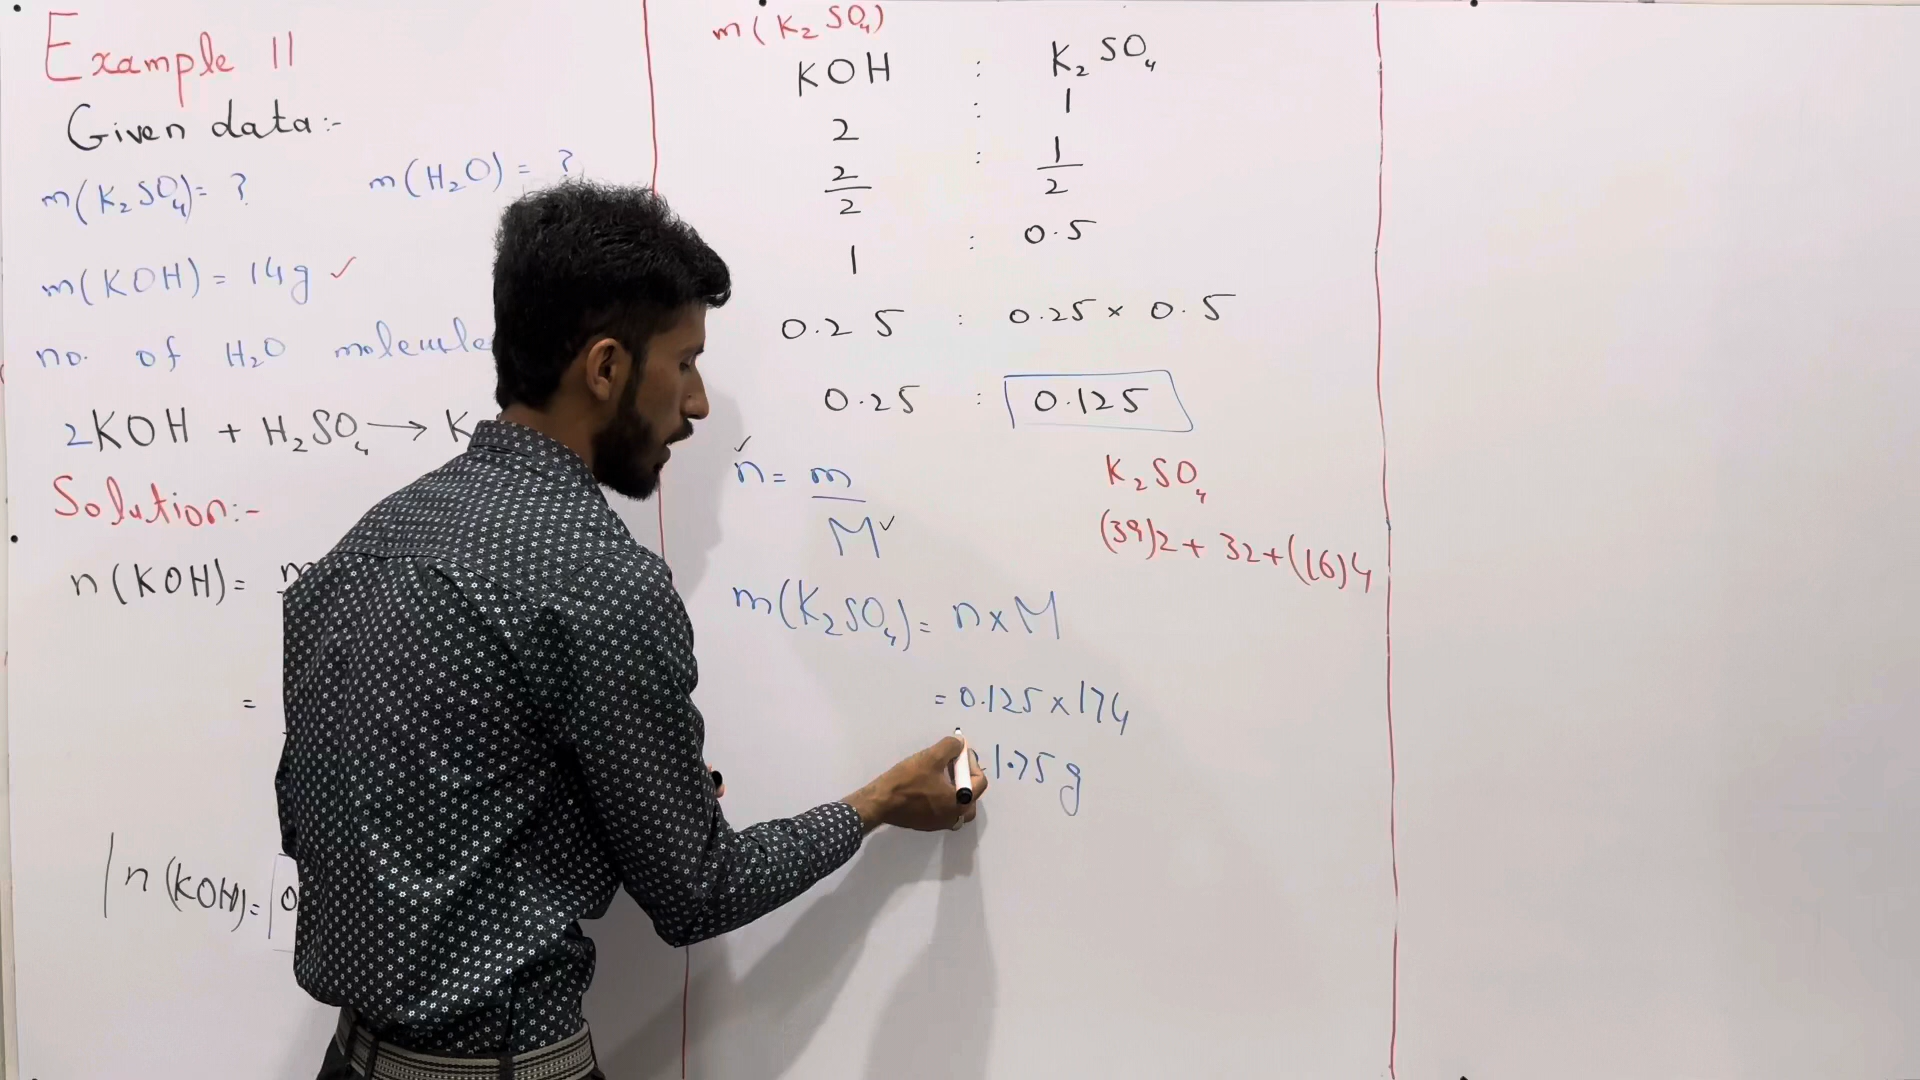 Example 11
Given data:-
m(K₂SO₄)= ? m(H₂O) = ?
m(KOH) = 14g ✓
no. of H₂O
2KOH + H₂SO₄ → K
Solution:-
n(KOH)= m
=
n(KOH)= 0
m(K₂SO₄)
KOH : K₂SO₄
2 : 1
2/2 : 1/2
1 : 0.5
0.25 : 0.25 × 0.5
0.25 : 0.125
✓
n = m/M ✓
K₂SO₄
(39)2 + 32 + (16)4
m(K₂SO₄)= n×M
= 0.125 × 174
1.75g